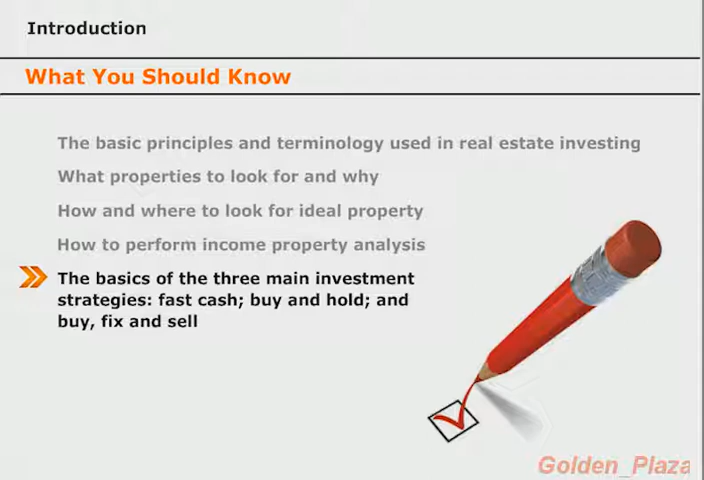 Introduction
What You Should Know
The basic principles and terminology used in real estate investing
What properties to look for and why
How and where to look for ideal property
How to perform income property analysis
The basics of the three main investment
strategies: fast cash; buy and hold; and
buy, fix and sell
Golden_Plaza